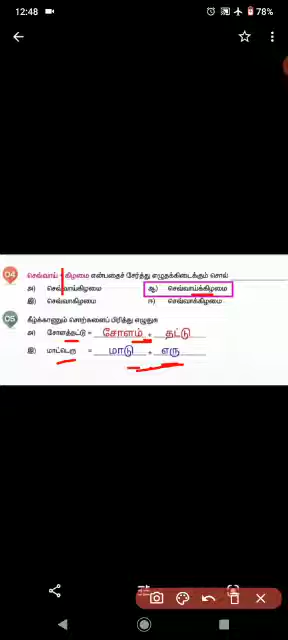 12:48
78%
04 செவ்வாய் + கிழமை என்பதைச் சேர்த்து எழுதக்கிடைக்கும் சொல்
அ) செவ்வாய்கிழமை ஆ) செவ்வாய்க்கிழமை
இ) செவ்வாகிழமை ஈ) செவ்வாக்கிழமை
05 கீழ்க்காணும் சொற்களைப் பிரித்து எழுதுக
அ) சோளத்தட்டு = சோளம் + தட்டு
இ) மாட்டெரு = மாடு + எரு